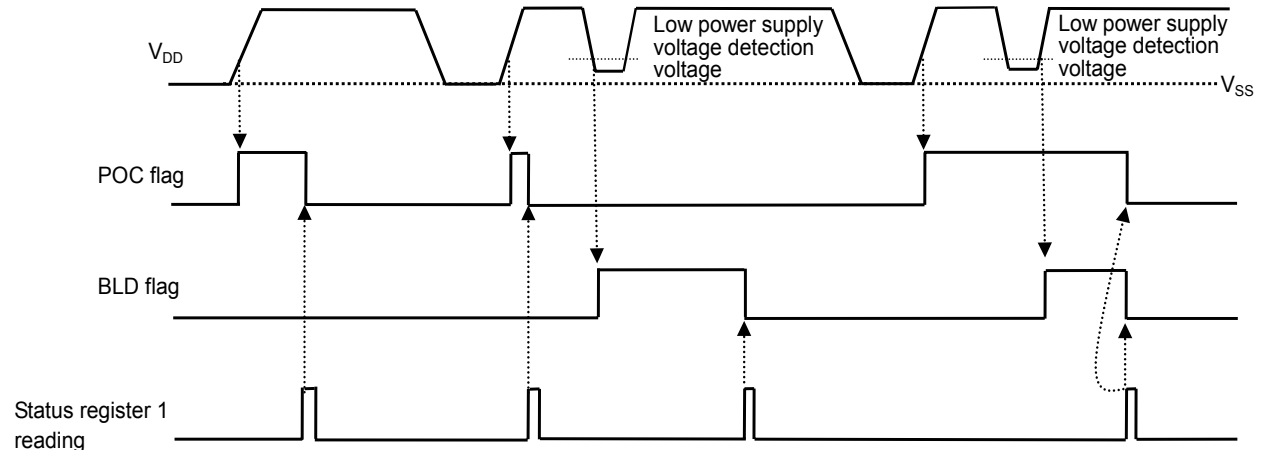 Low power supply
voltage detection
voltage
Low power supply
voltage detection
voltage
VDD
VSS
POC flag
BLD flag
Status register 1
reading